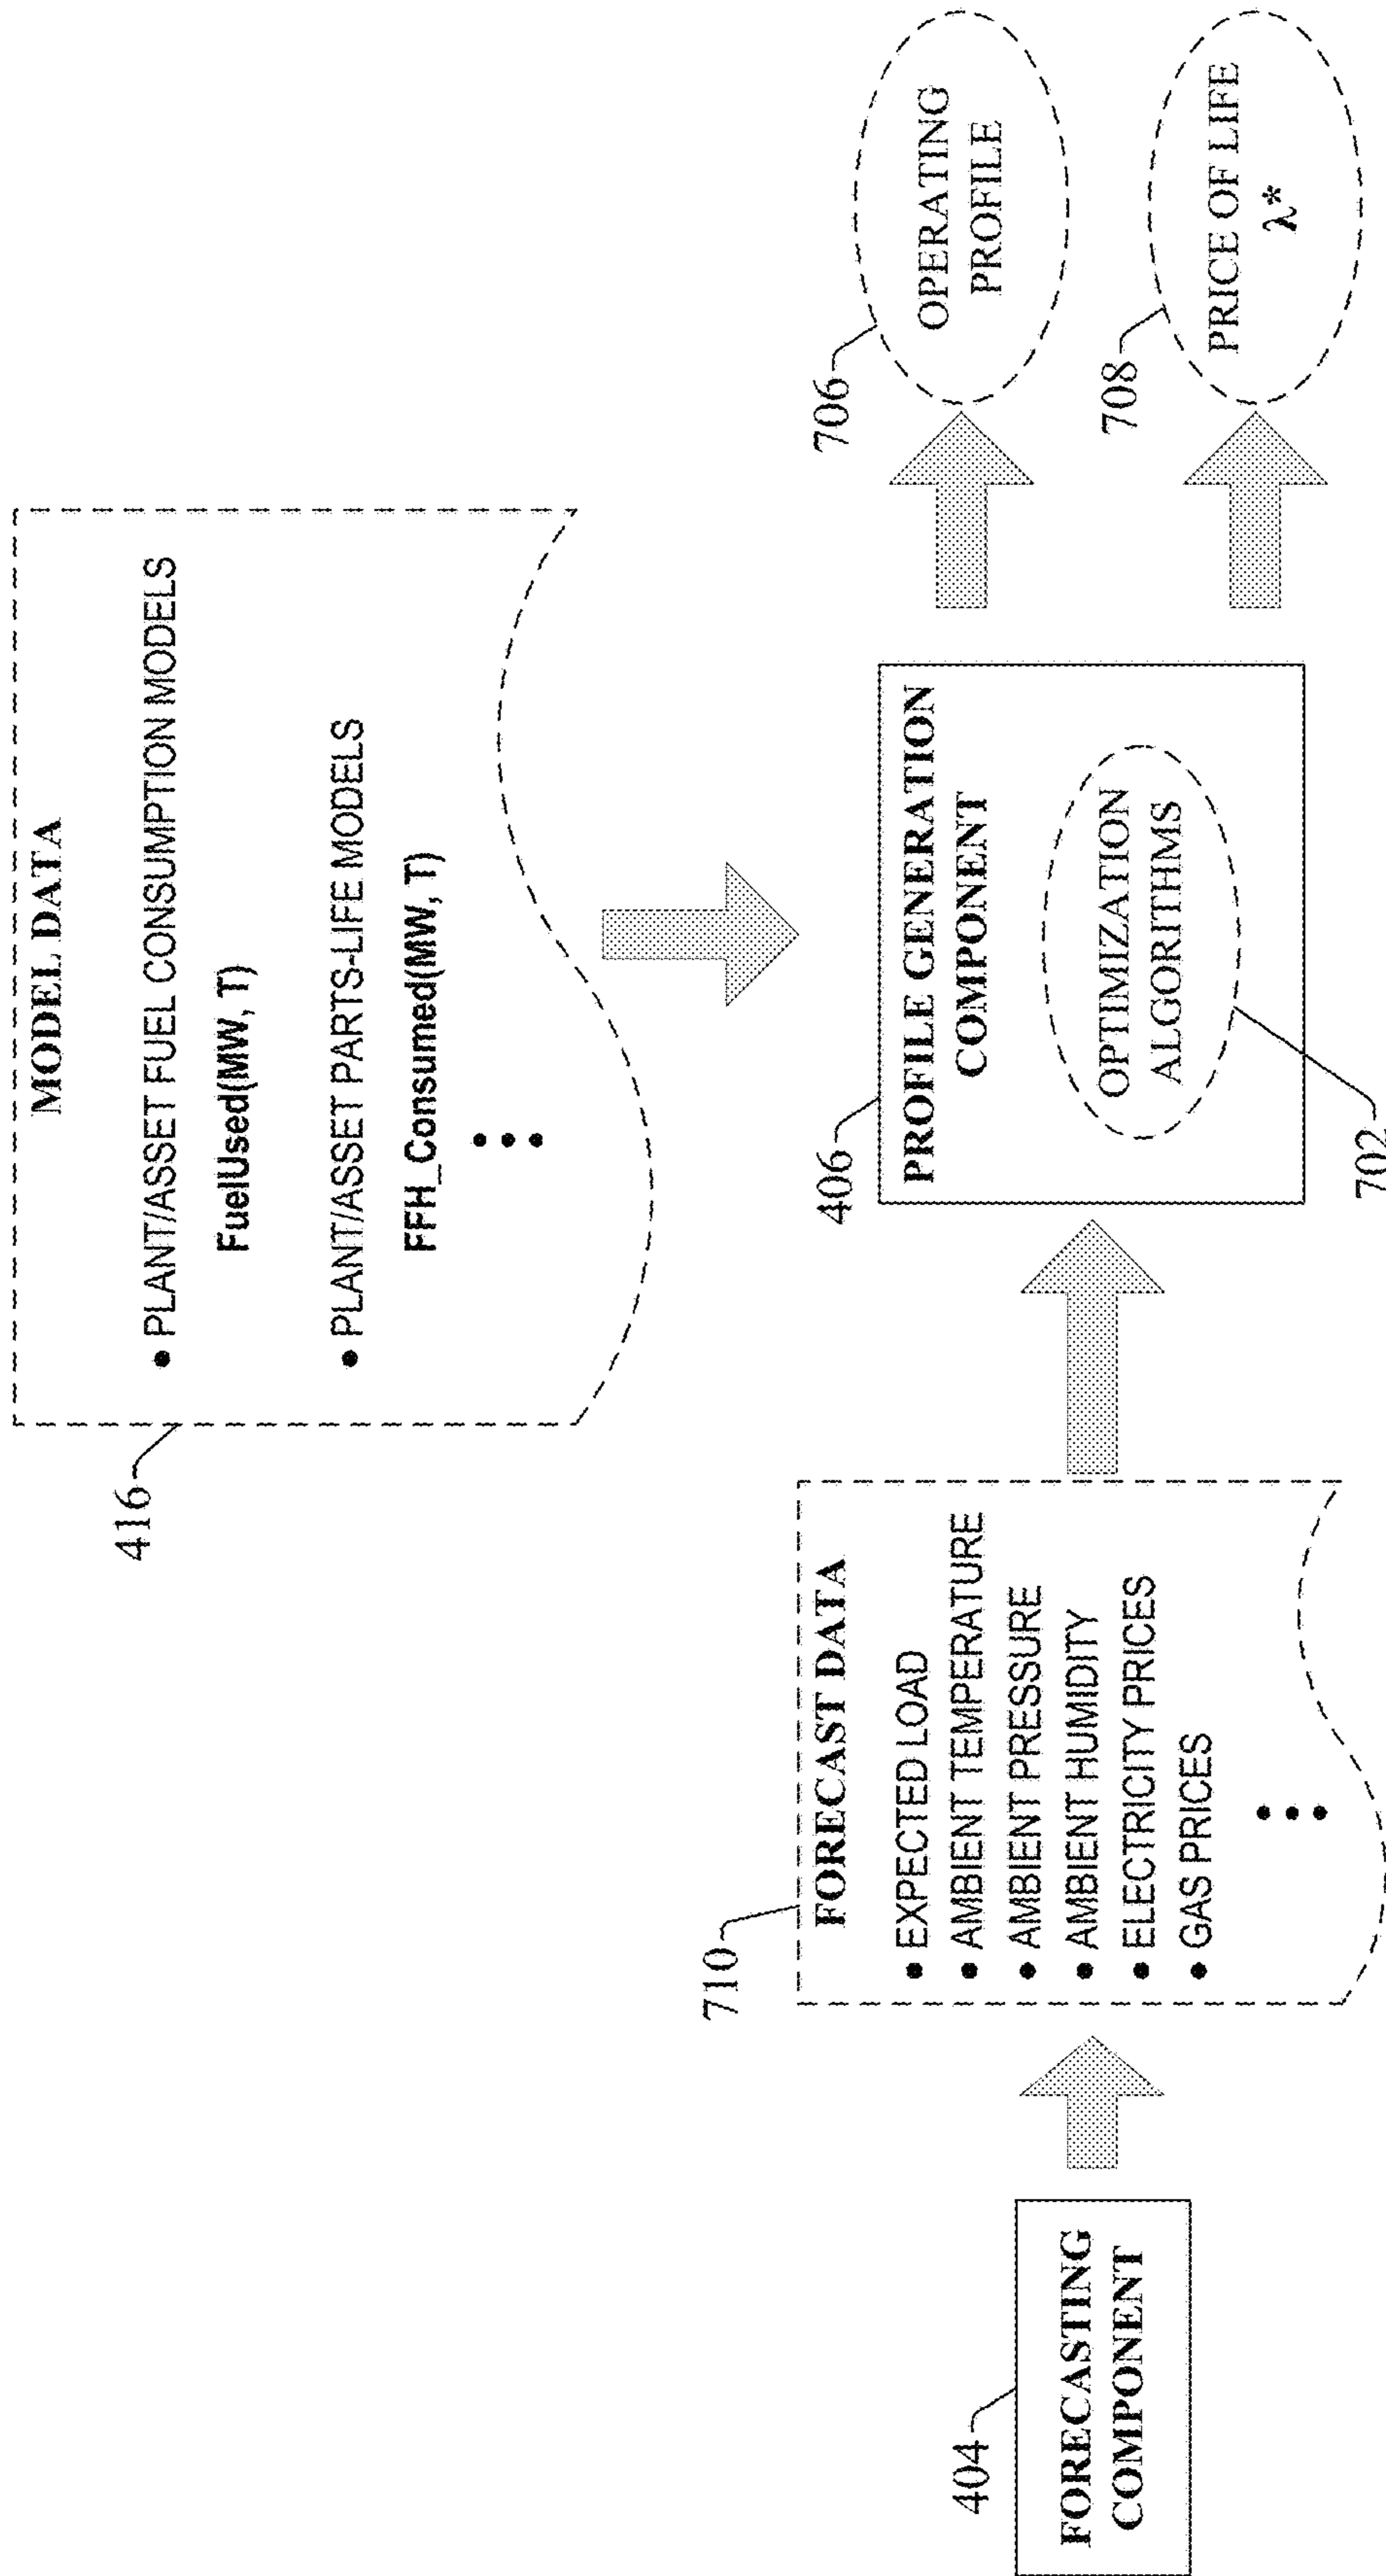 MODEL DATA
• PLANT/ASSET FUEL CONSUMPTION MODELS
FuelUsed(MW, T)
• PLANT/ASSET PARTS-LIFE MODELS
FFH_Consumed(MW, T)
416
710
FORECAST DATA
• EXPECTED LOAD
• AMBIENT TEMPERATURE
• AMBIENT PRESSURE
• AMBIENT HUMIDITY
• ELECTRICITY PRICES
• GAS PRICES
404
FORECASTING
COMPONENT
406
PROFILE GENERATION
COMPONENT
OPTIMIZATION
ALGORITHMS
702
706
OPERATING
PROFILE
708
PRICE OF LIFE
λ*